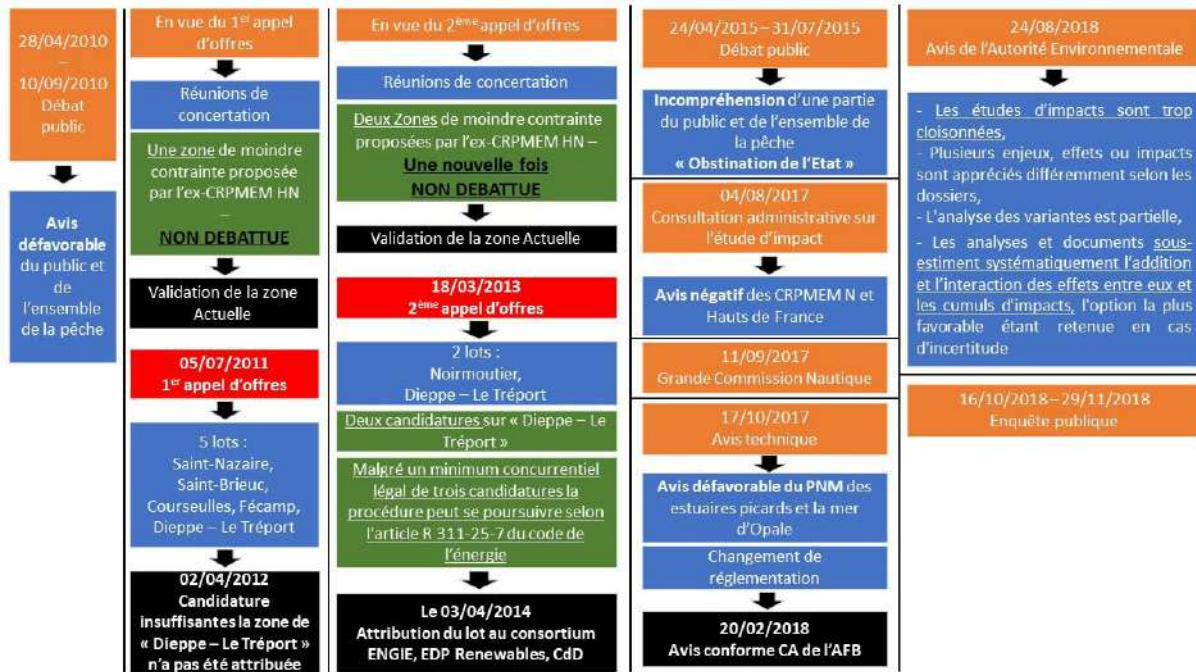 28/04/2010
–
10/09/2010
Débat
public
Avis
défavorable
du public et
de
l'ensemble
de la pêche
En vue du 1er appel
d'offres
Réunions de
concertation
Une zone de moindre
contrainte proposée
par l'ex-CRPMEM HN
–
NON DEBATTUE
Validation de la zone
Actuelle
05/07/2011
1er appel d'offres
5 lots :
Saint-Nazaire,
Saint-Brieuc,
Courseulles, Fécamp,
Dieppe – Le Tréport
02/04/2012
Candidature
insuffisantes la zone de
« Dieppe – Le Tréport »
n'a pas été attribuée
En vue du 2ème appel d'offres
Réunions de concertation
Deux Zones de moindre contrainte
proposées par l'ex-CRPMEM HN –
Une nouvelle fois
NON DEBATTUE
Validation de la zone Actuelle
18/03/2013
2ème appel d'offres
2 lots :
Noirmoutier,
Dieppe – Le Tréport
Deux candidatures sur « Dieppe – Le
Tréport »
Malgré un minimum concurrentiel
légal de trois candidatures la
procédure peut se poursuivre selon
l'article R 311-25-7 du code de
l'énergie
Le 03/04/2014
Attribution du lot au consortium
ENGIE, EDP Renewables, CdD
24/04/2015 – 31/07/2015
Débat public
Incompréhension d'une partie
du public et de l'ensemble de
la pêche
« Obstination de l'Etat »
04/08/2017
Consultation administrative sur
l'étude d'impact
Avis négatif des CRPMEM N et
Hauts de France
11/09/2017
Grande Commission Nautique
17/10/2017
Avis technique
Avis défavorable du PNM des
estuaires picards et la mer
d'Opale
Changement de
réglementation
20/02/2018
Avis conforme CA de l'AFB
24/08/2018
Avis de l'Autorité Environnementale
- Les études d'impacts sont trop
cloisonnées,
- Plusieurs enjeux, effets ou impacts
sont appréciés différemment selon les
dossiers,
- L'analyse des variantes est partielle,
- Les analyses et documents sous-
estiment systématiquement l'addition
et l'interaction des effets entre eux et
les cumuls d'impacts, l'option la plus
favorable étant retenue en cas
d'incertitude
16/10/2018 – 29/11/2018
Enquête publique